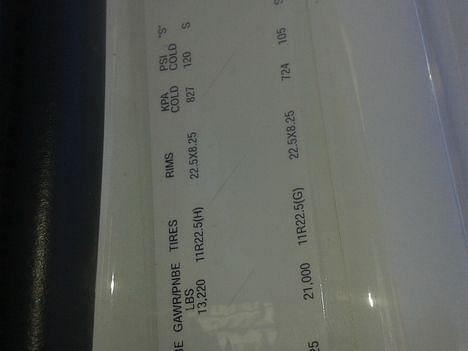 BE GAWR/PNBE TIRES RIMS KPA PSI "S"
LBS COLD COLD
13,220 11R22.5(H) 22.5X8.25 827 120 S
25 21,000 11R22.5(G) 22.5X8.25 724 105 S